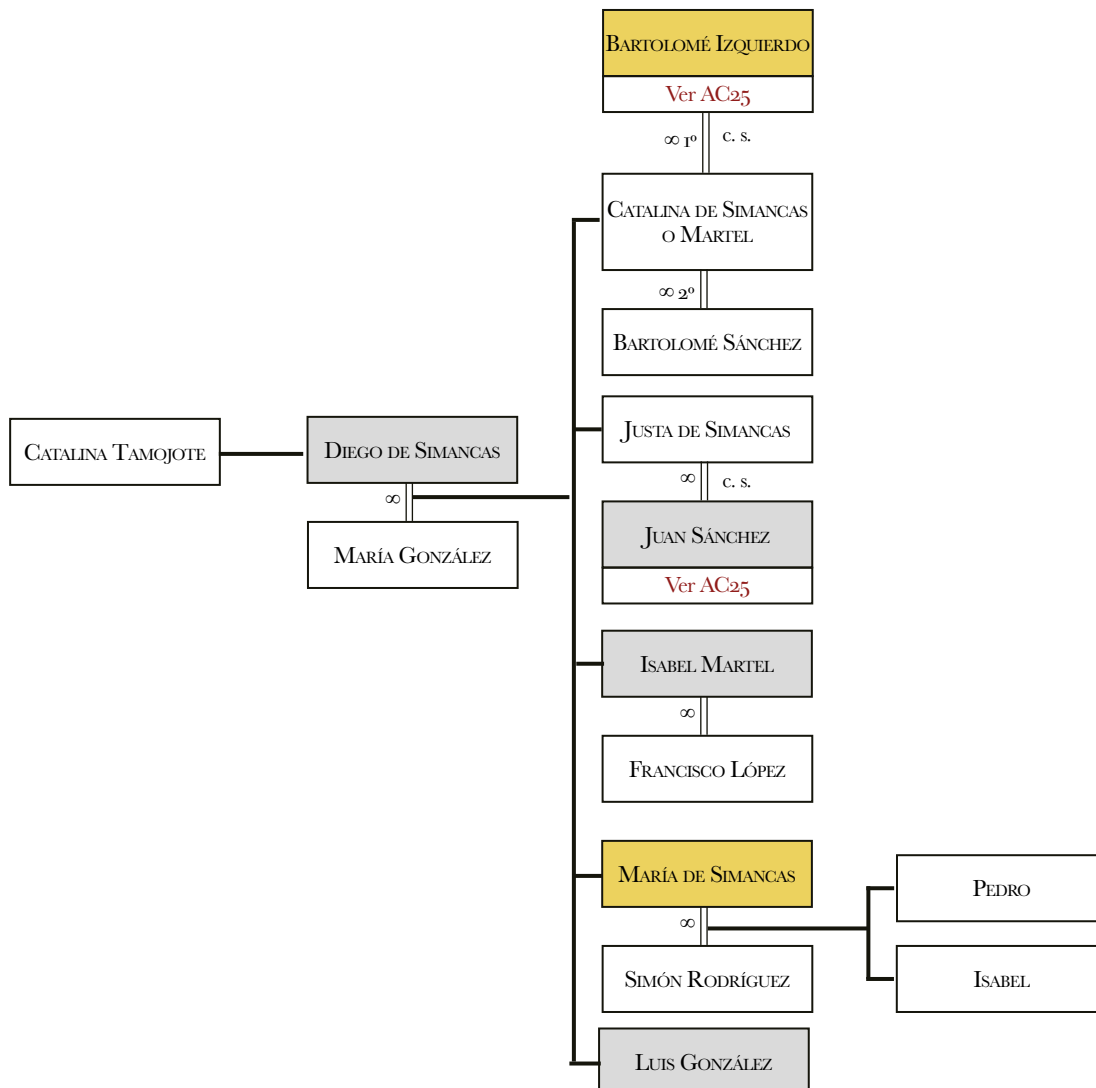 Bartolomé Izquierdo
Ver AC25
∞ 1º c. s.
Catalina de Simancas
o Martel
∞ 2º
Bartolomé Sánchez
Catalina Tamojote
Diego de Simancas
∞
María González
Justa de Simancas
∞ c. s.
Juan Sánchez
Ver AC25
Isabel Martel
∞
Francisco López
María de Simancas
∞
Simón Rodríguez
Pedro
Isabel
Luis González